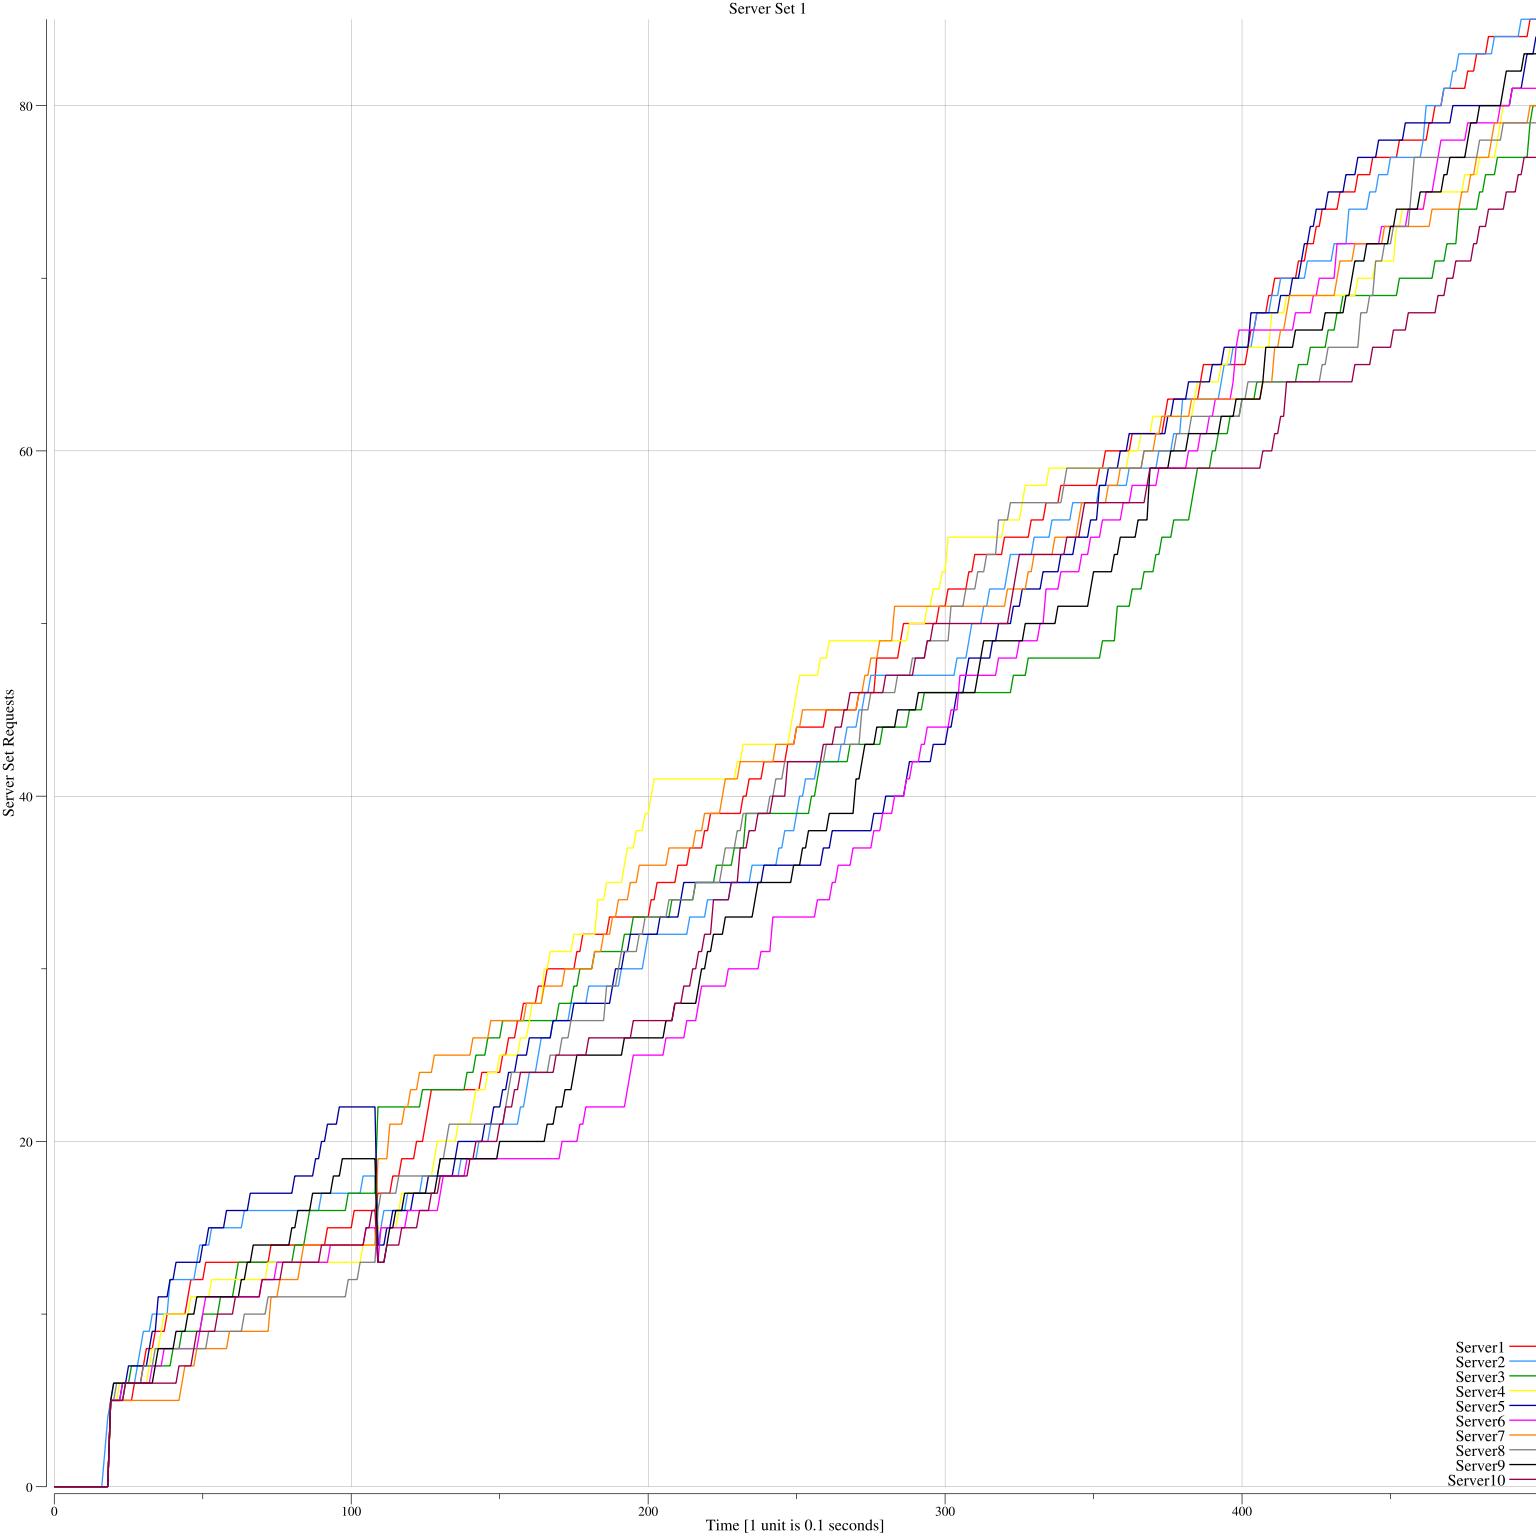 Server Set 1
80
60
40
20
0
Server Set Requests
0 100 200 300 400
Time [1 unit is 0.1 seconds]
Server1
Server2
Server3
Server4
Server5
Server6
Server7
Server8
Server9
Server10